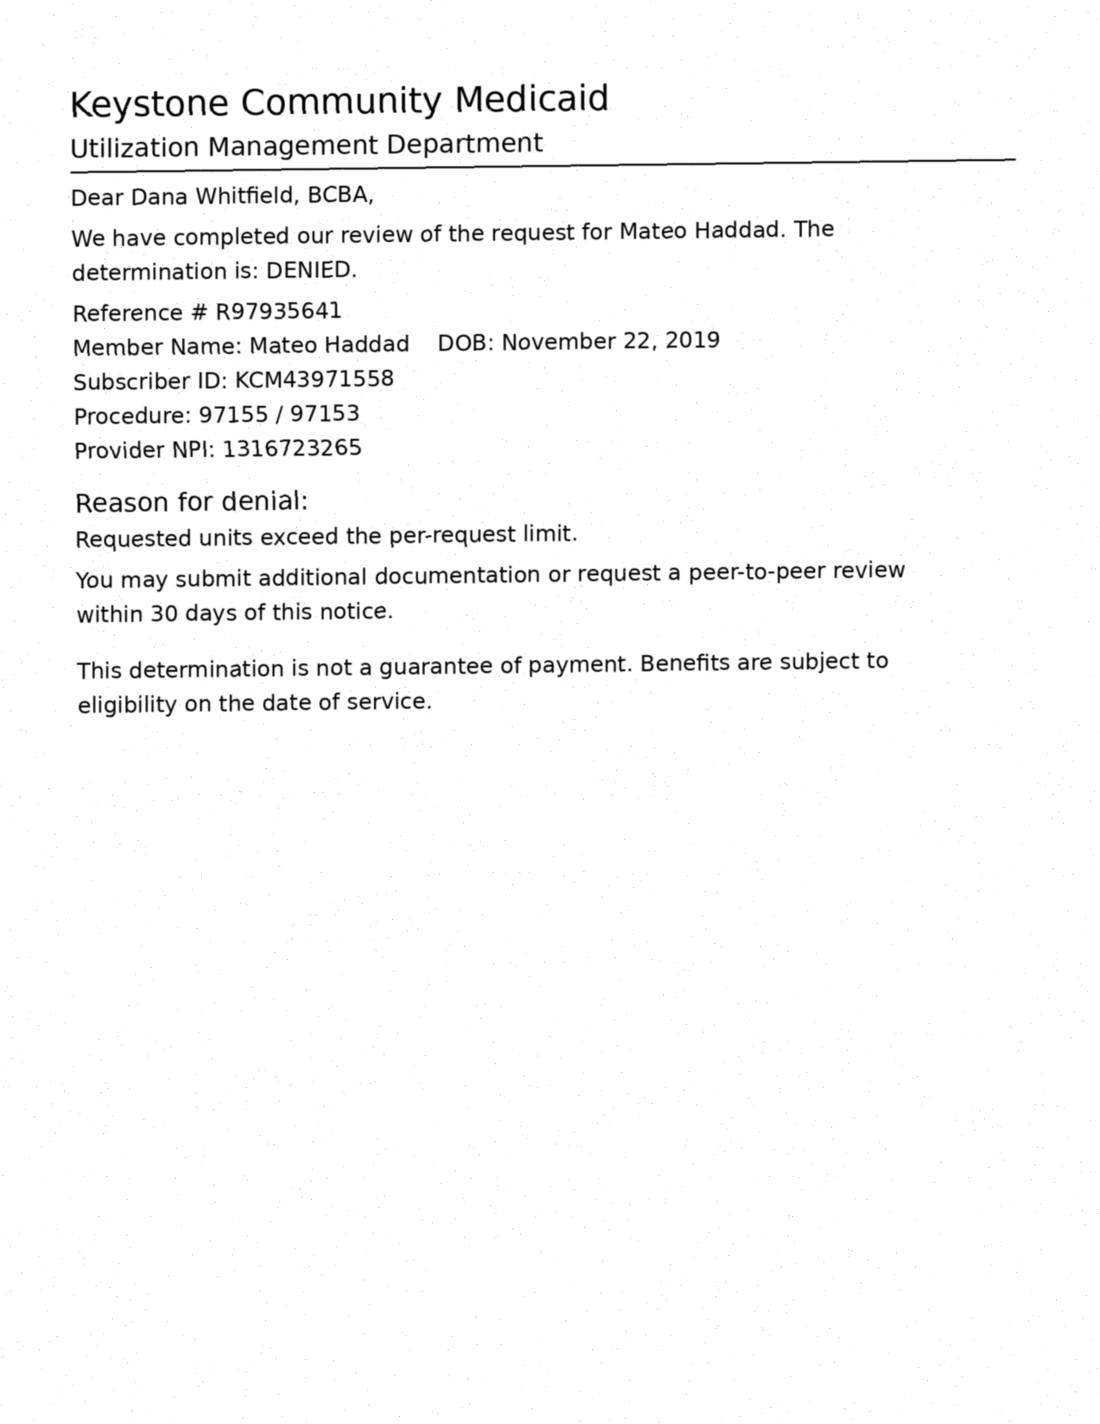 Keystone Community Medicaid
Utilization Management Department
Dear Dana Whitfield, BCBA,
We have completed our review of the request for Mateo Haddad. The
determination is: DENIED.
Reference # R97935641
Member Name: Mateo Haddad    DOB: November 22, 2019
Subscriber ID: KCM43971558
Procedure: 97155 / 97153
Provider NPI: 1316723265
Reason for denial:
Requested units exceed the per-request limit.
You may submit additional documentation or request a peer-to-peer review
within 30 days of this notice.
This determination is not a guarantee of payment. Benefits are subject to
eligibility on the date of service.